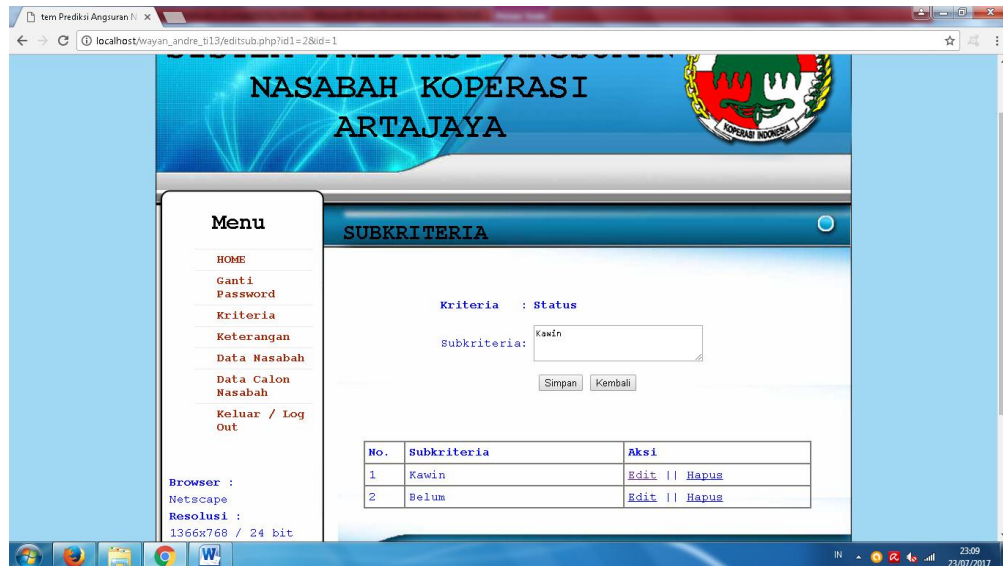 tem Prediksi Angsuran N
localhost/wayan_andre_ti13/editsub.php?id1=2&id=1
NASABAH KOPERASI
ARTAJAYA
KOPERASI INDONESIA
Menu
HOME
Ganti
Password
Kriteria
Keterangan
Data Nasabah
Data Calon
Nasabah
Keluar / Log
Out
Browser :
Netscape
Resolusi :
1366x768 / 24 bit
SUBKRITERIA
Kriteria : Status
Subkriteria: Kawin
Simpan Kembali
No. Subkriteria Aksi
1 Kawin Edit || Hapus
2 Belum Edit || Hapus
IN
23:09
23/07/2017